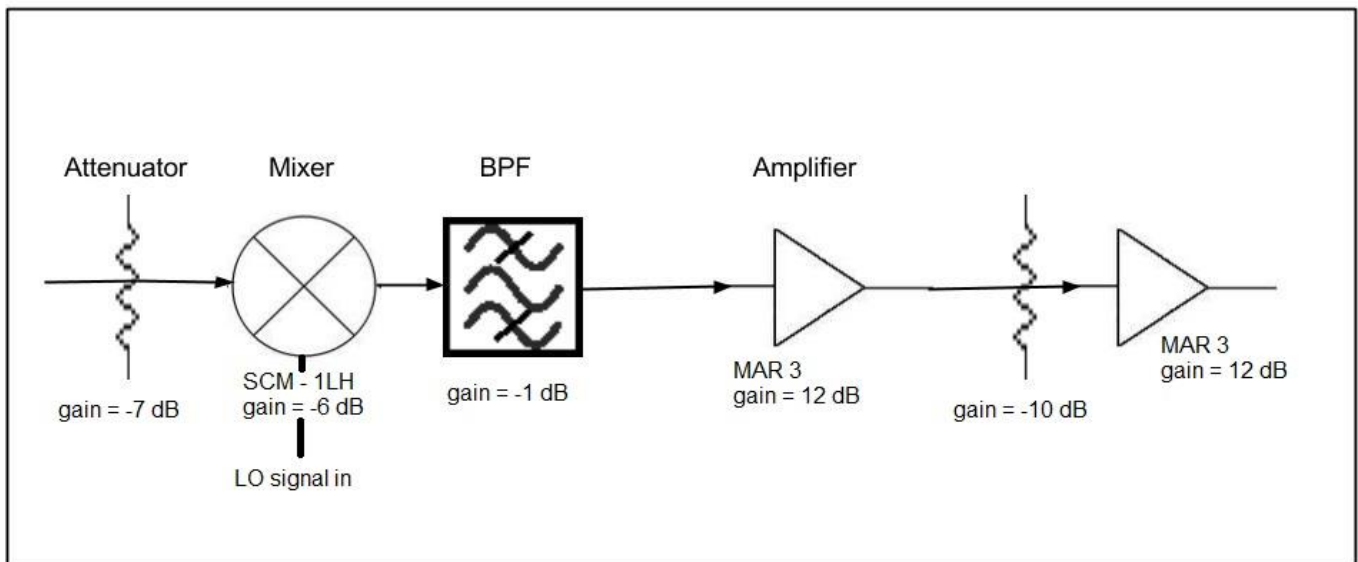 Attenuator
Mixer
BPF
Amplifier
gain = -7 dB
SCM - 1LH
gain = -6 dB
LO signal in
gain = -1 dB
MAR 3
gain = 12 dB
gain = -10 dB
MAR 3
gain = 12 dB